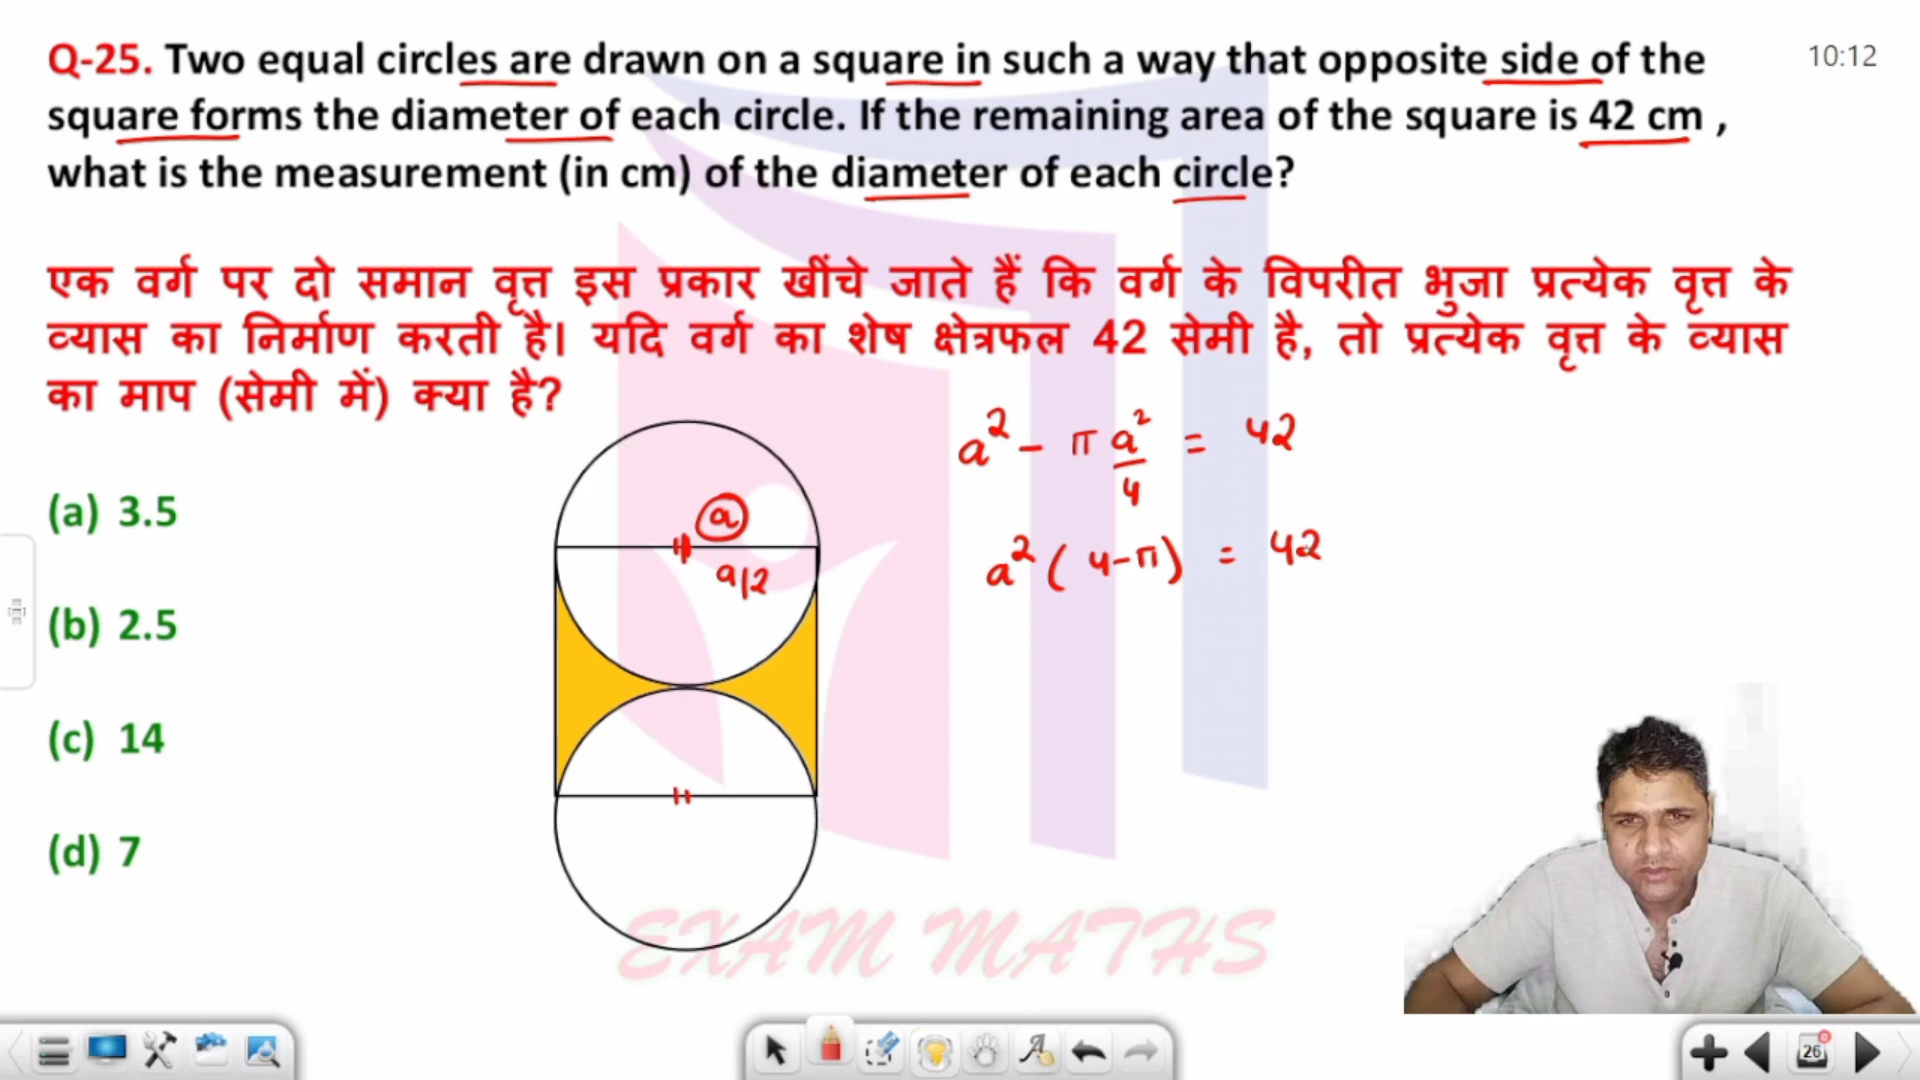 Q-25. Two equal circles are drawn on a square in such a way that opposite side of the
10:12
square forms the diameter of each circle. If the remaining area of the square is 42 cm ,
what is the measurement (in cm) of the diameter of each circle?
एक वर्ग पर दो समान वृत्त इस प्रकार खींचे जाते हैं कि वर्ग के विपरीत भुजा प्रत्येक वृत्त के
व्यास का निर्माण करती है। यदि वर्ग का शेष क्षेत्रफल 42 सेमी है, तो प्रत्येक वृत्त के व्यास
का माप (सेमी में) क्या है?
a² - π a²/4 = 42
(a) 3.5
a
a/2
a² ( 4-π) = 42
(b) 2.5
(c) 14
(d) 7
EXAM MATHS
26